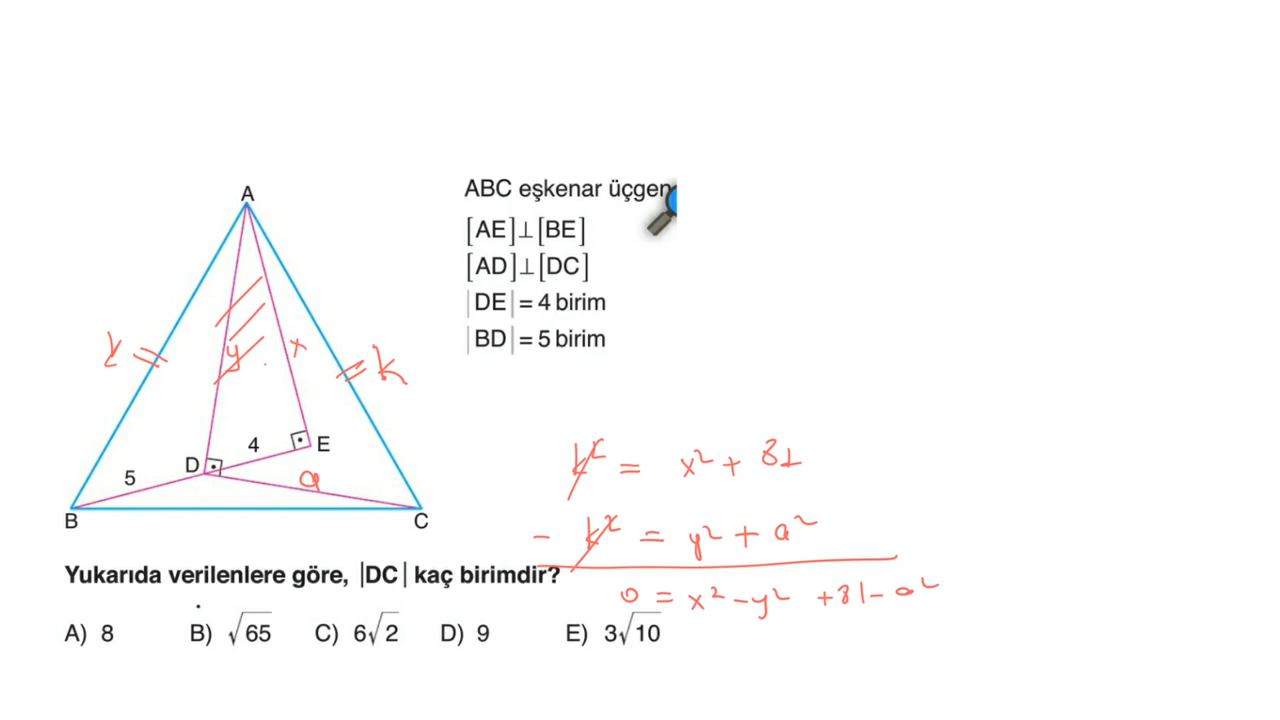 A
ABC eşkenar üçgen
[AE]⊥[BE]
[AD]⊥[DC]
|DE| = 4 birim
|BD| = 5 birim
k
y
x
k
4
E
D
5
a
B
C
k² = x² + 81
- k² = y² + a²
0 = x² - y² + 81 - a²
Yukarıda verilenlere göre, |DC| kaç birimdir?
A) 8 B) √65 C) 6√2 D) 9 E) 3√10